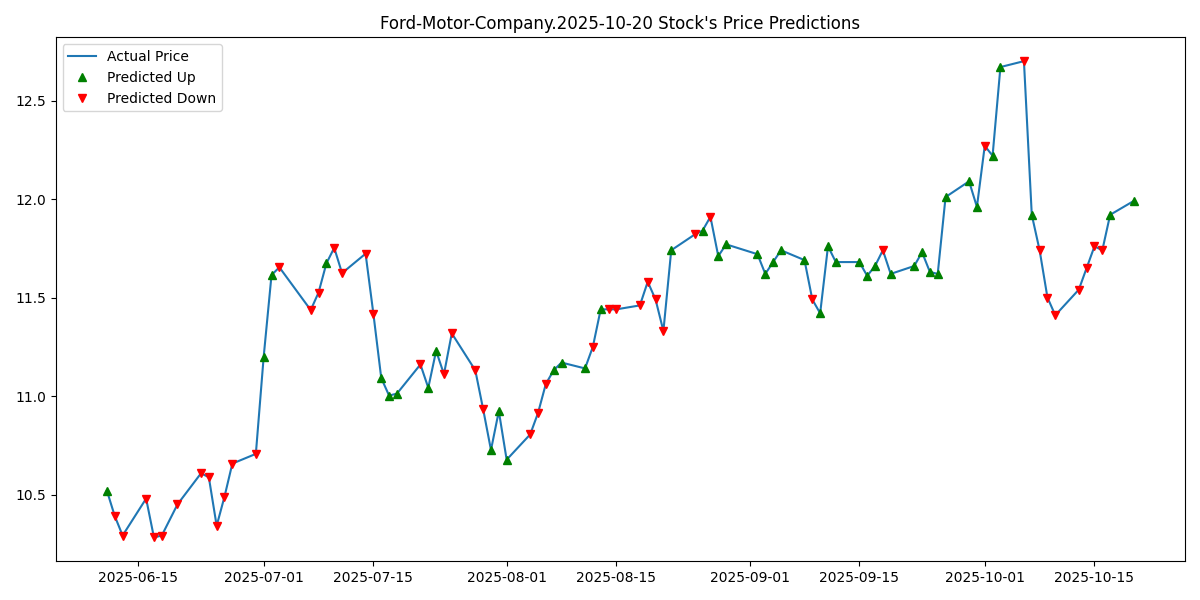 Ford-Motor-Company.2025-10-20 Stock's Price Predictions
Actual Price
Predicted Up
Predicted Down
12.5
12.0
11.5
11.0
10.5
2025-06-15 2025-07-01 2025-07-15 2025-08-01 2025-08-15 2025-09-01 2025-09-15 2025-10-01 2025-10-15